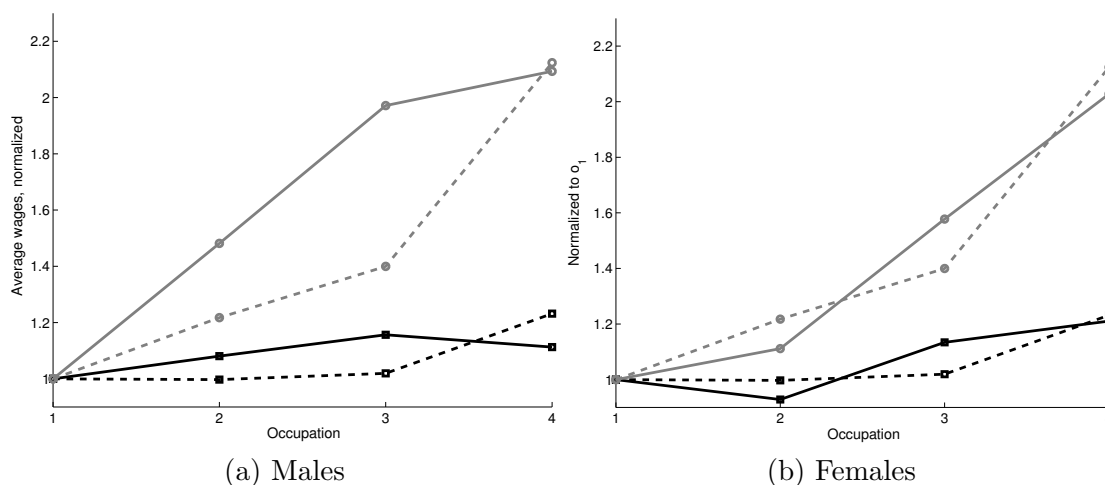 2.2
2
1.8
1.6
1.4
1.2
1
Average wages, normalized
1 2 3 4
Occupation
(a) Males
2.2
2
1.8
1.6
1.4
1.2
1
Normalized to o1
1 2 3
Occupation
(b) Females